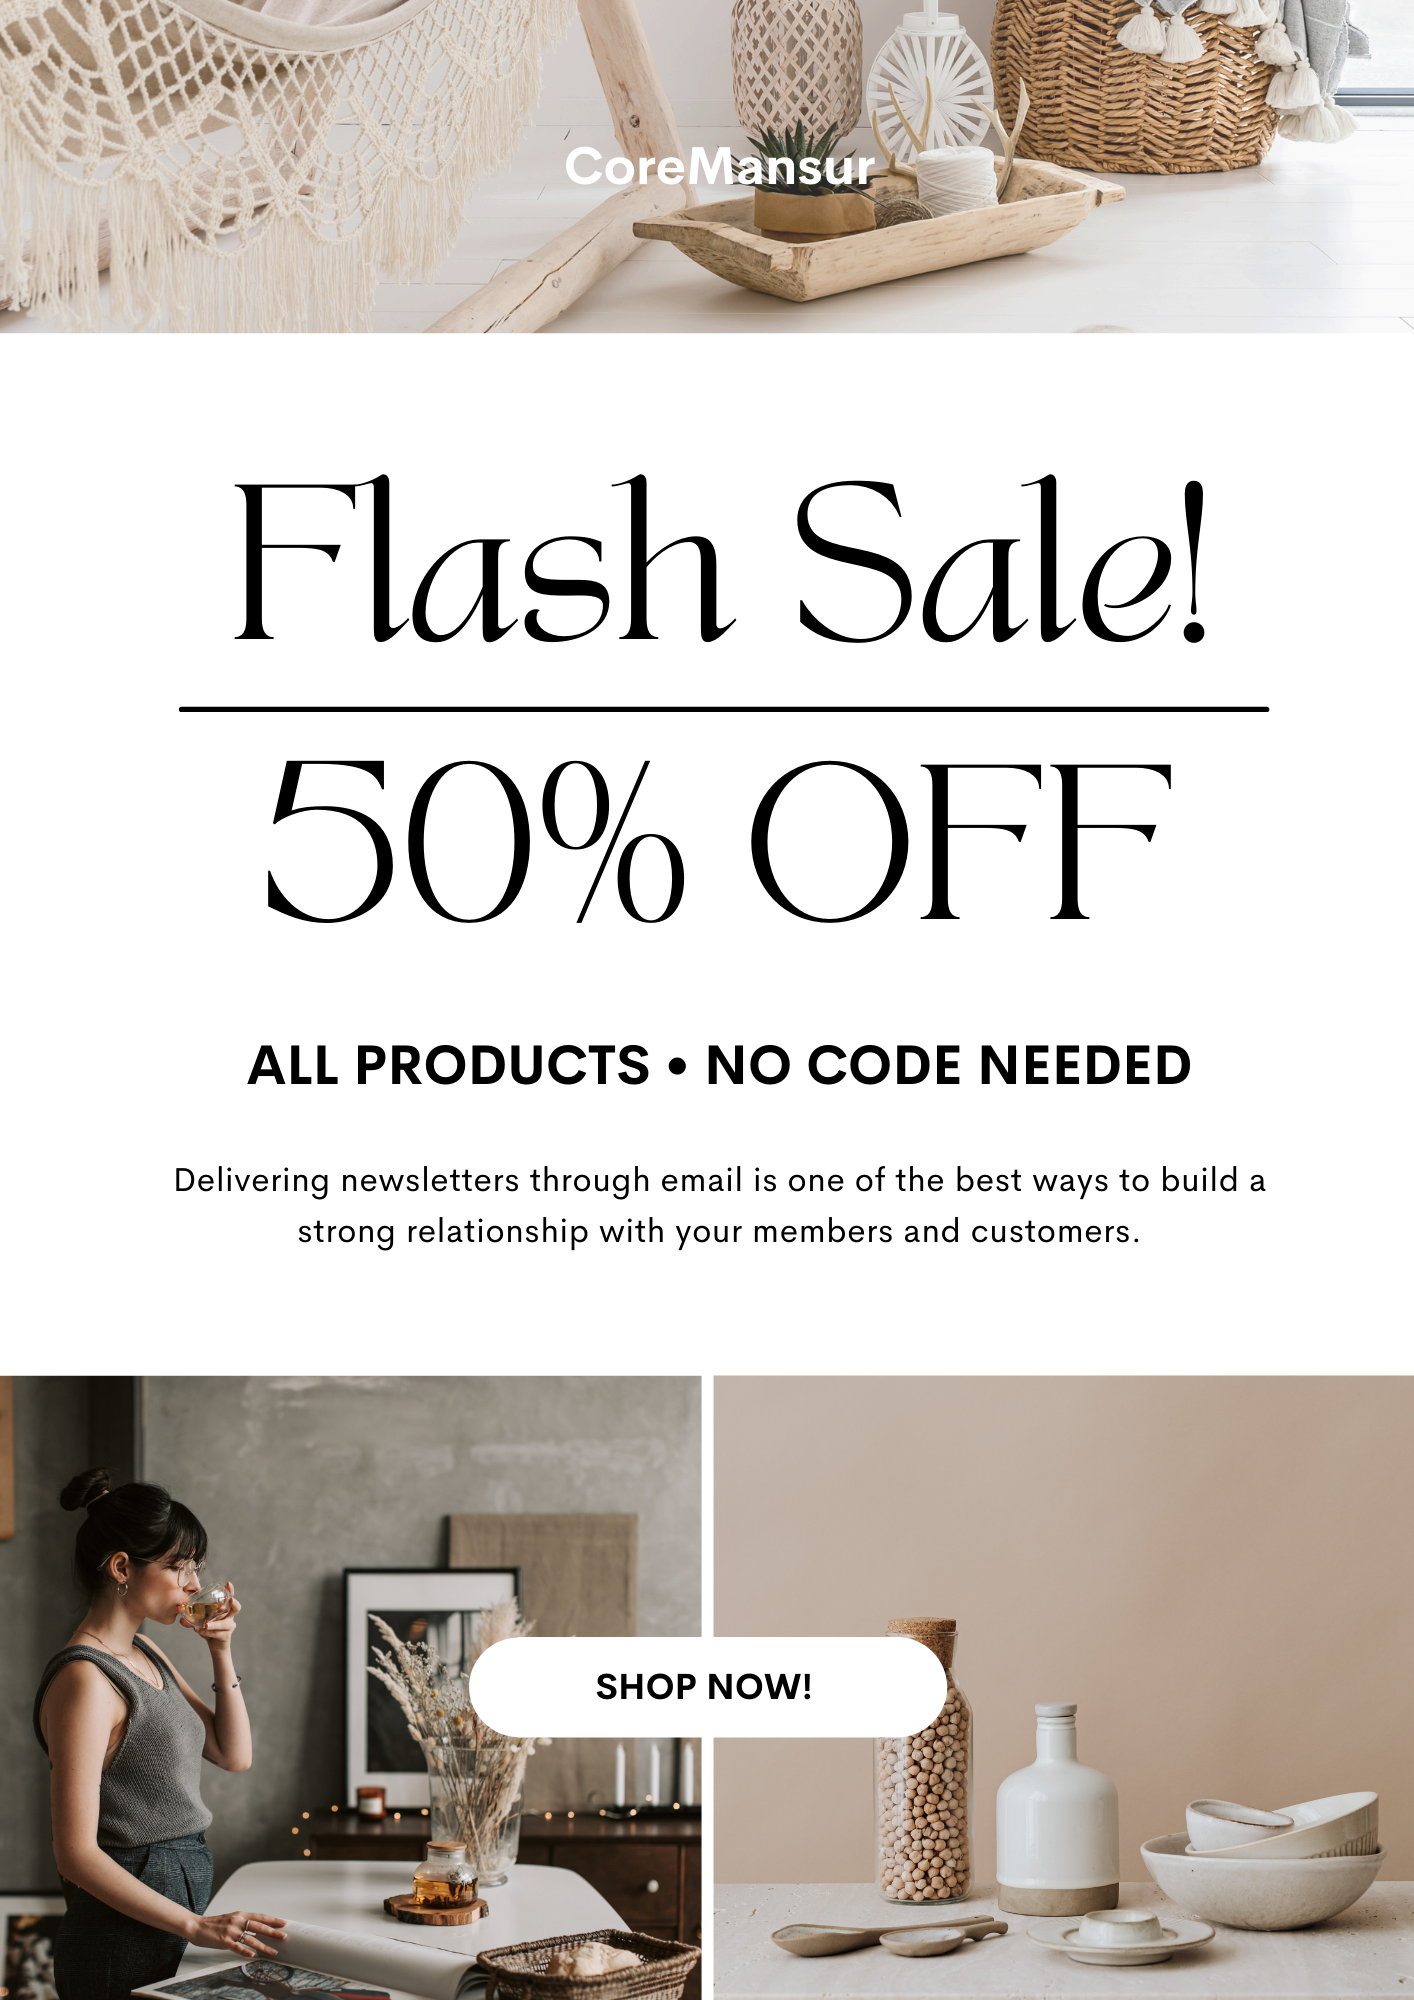 CoreMansur
Flash Sale!
50% OFF
ALL PRODUCTS • NO CODE NEEDED
Delivering newsletters through email is one of the best ways to build a
strong relationship with your members and customers.
SHOP NOW!